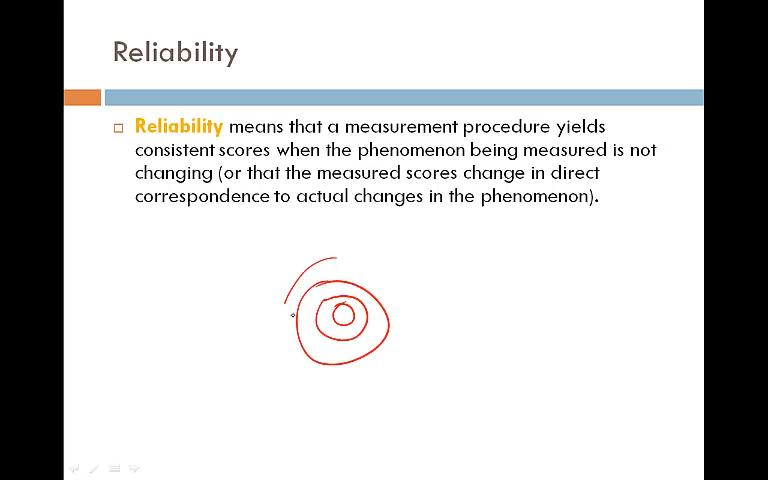 Reliability
Reliability means that a measurement procedure yields
consistent scores when the phenomenon being measured is not
changing (or that the measured scores change in direct
correspondence to actual changes in the phenomenon).